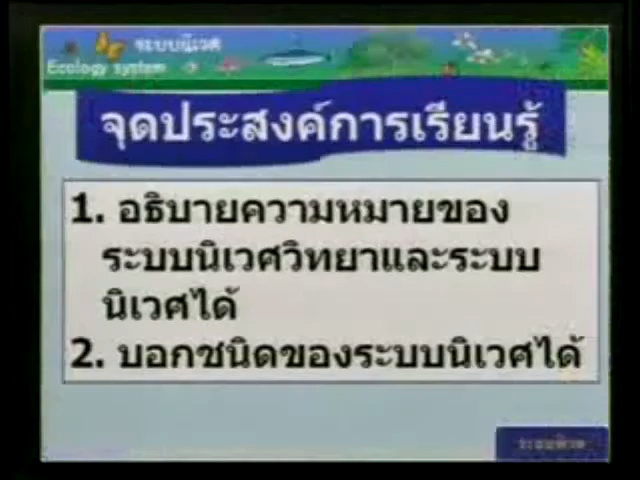 ระบบนิเวศ
Ecology system
จุดประสงค์การเรียนรู้
1. อธิบายความหมายของ
ระบบนิเวศวิทยาและระบบ
นิเวศได้
2. บอกชนิดของระบบนิเวศได้